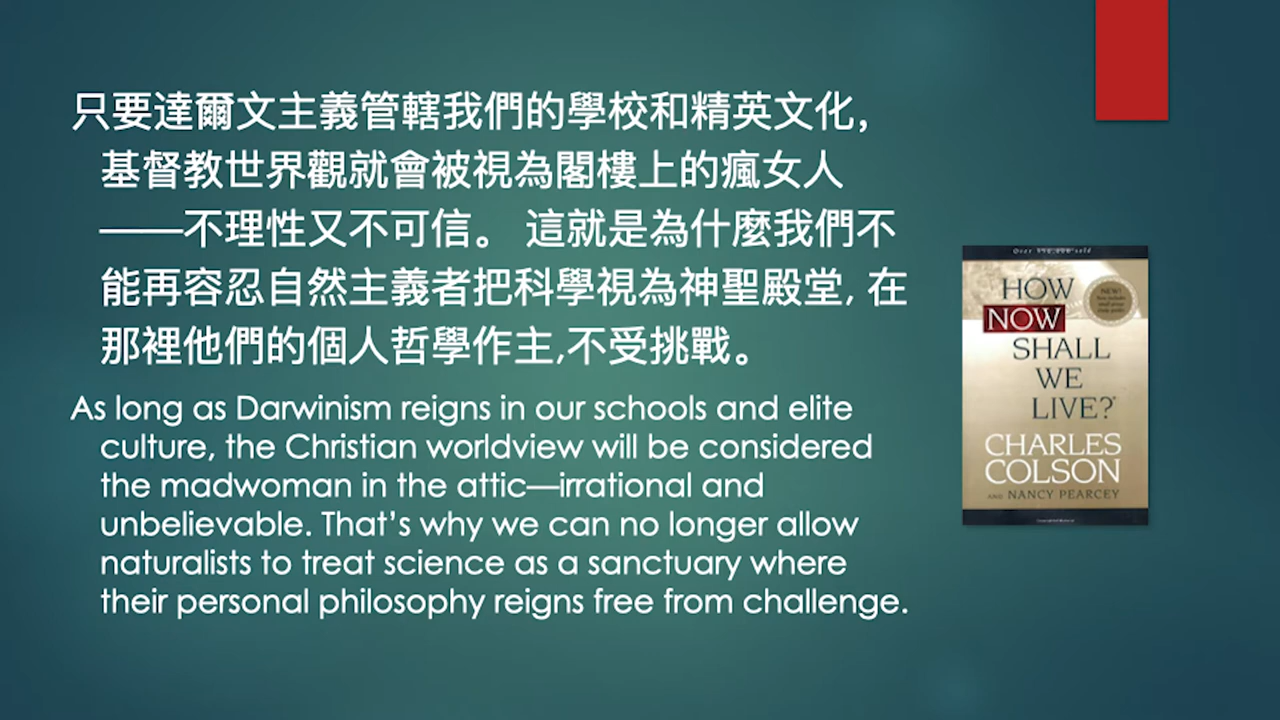 只要達爾文主義管轄我們的學校和精英文化,
基督教世界觀就會被視為閣樓上的瘋女人
——不理性又不可信。 這就是為什麼我們不
能再容忍自然主義者把科學視為神聖殿堂, 在
那裡他們的個人哲學作主,不受挑戰。
As long as Darwinism reigns in our schools and elite
culture, the Christian worldview will be considered
the madwoman in the attic—irrational and
unbelievable. That’s why we can no longer allow
naturalists to treat science as a sanctuary where
their personal philosophy reigns free from challenge.
HOW
NOW
SHALL
WE
LIVE?
CHARLES
COLSON
AND NANCY PEARCEY